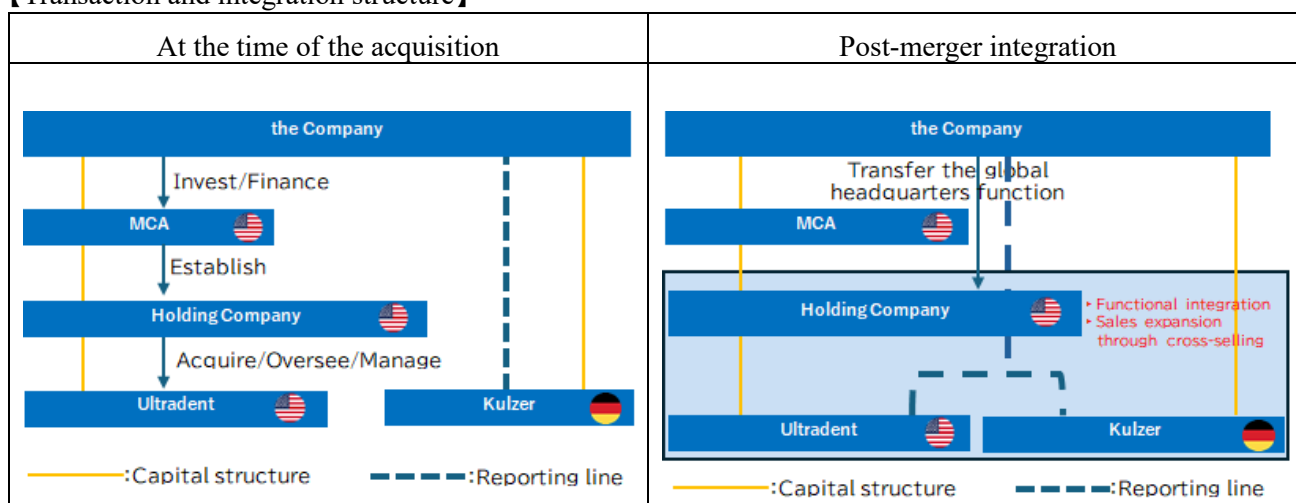 【Transaction and integration structure】
At the time of the acquisition
Post-merger integration
the Company
Invest/Finance
MCA
Establish
Holding Company
Acquire/Oversee/Manage
Ultradent
Kulzer
:Capital structure
:Reporting line
the Company
Transfer the global
headquarters function
MCA
Holding Company
‣ Functional integration
‣ Sales expansion
through cross-selling
Ultradent
Kulzer
:Capital structure
:Reporting line